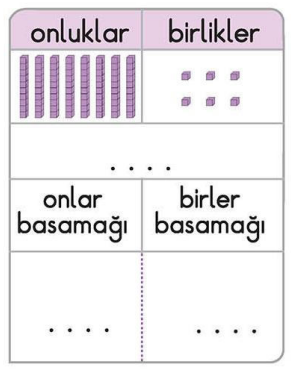 onluklar birlikler
. . . .
onlar birler
basamağı basamağı
. . . . . . . .